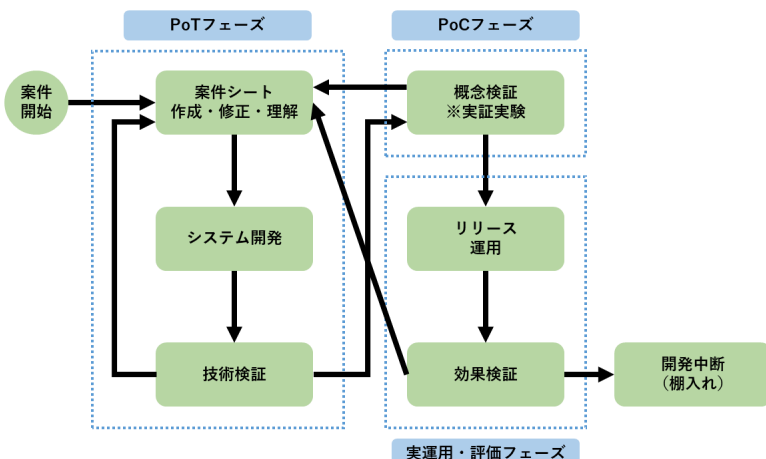 PoTフェーズ
PoCフェーズ
案件
開始
案件シート
作成・修正・理解
概念検証
※実証実験
システム開発
リリース
運用
技術検証
効果検証
開発中断
（棚入れ）
実運用・評価フェーズ